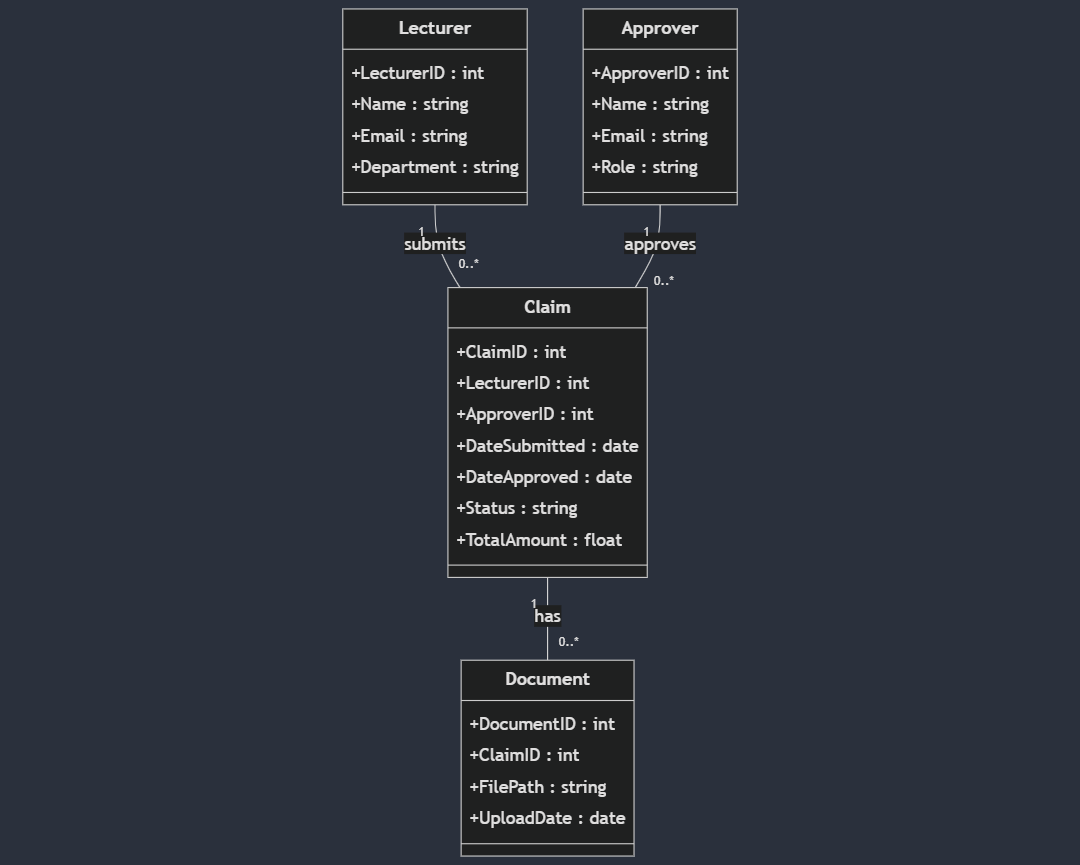 Lecturer
+LecturerID : int
+Name : string
+Email : string
+Department : string
Approver
+ApproverID : int
+Name : string
+Email : string
+Role : string
1
submits
0..*
1
approves
0..*
Claim
+ClaimID : int
+LecturerID : int
+ApproverID : int
+DateSubmitted : date
+DateApproved : date
+Status : string
+TotalAmount : float
1
has
0..*
Document
+DocumentID : int
+ClaimID : int
+FilePath : string
+UploadDate : date